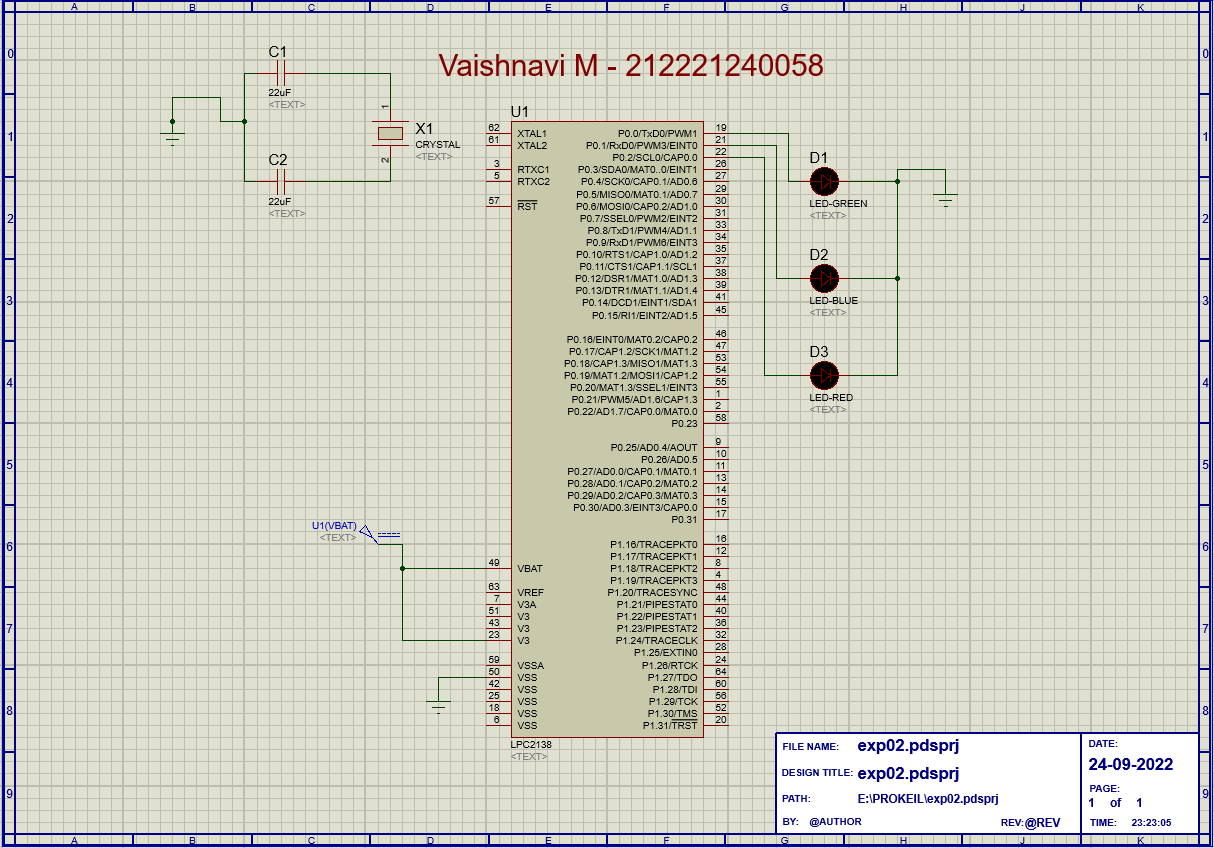 A B C D E F G H J K
Vaishnavi M - 212221240058
0 0
1 1
2 2
3 3
4 4
5 5
6 6
7 7
8 8
9 9
C1
22uF
<TEXT>
C2
22uF
<TEXT>
1
X1
CRYSTAL
<TEXT>
2
U1
62 XTAL1 P0.0/TxD0/PWM1 19
61 XTAL2 P0.1/RxD0/PWM3/EINT0 21
P0.2/SCL0/CAP0.0 22
3 RTXC1 P0.3/SDA0/MAT0..0/EINT1 26
5 RTXC2 P0.4/SCK0/CAP0.1/AD0.6 27
P0.5/MISO0/MAT0.1/AD0.7 29
57 RST P0.6/MOSI0/CAP0.2/AD1.0 30
P0.7/SSEL0/PWM2/EINT2 31
P0.8/TxD1/PWM4/AD1.1 33
P0.9/RxD1/PWM6/EINT3 34
P0.10/RTS1/CAP1.0/AD1.2 35
P0.11/CTS1/CAP1.1/SCL1 37
P0.12/DSR1/MAT1.0/AD1.3 38
P0.13/DTR1/MAT1.1/AD1.4 39
P0.14/DCD1/EINT1/SDA1 41
P0.15/RI1/EINT2/AD1.5 45
P0.16/EINT0/MAT0.2/CAP0.2 46
P0.17/CAP1.2/SCK1/MAT1.2 47
P0.18/CAP1.3/MISO1/MAT1.3 53
P0.19/MAT1.2/MOSI1/CAP1.2 54
P0.20/MAT1.3/SSEL1/EINT3 55
P0.21/PWM5/AD1.6/CAP1.3 1
P0.22/AD1.7/CAP0.0/MAT0.0 2
P0.23 58
P0.25/AD0.4/AOUT 9
P0.26/AD0.5 10
P0.27/AD0.0/CAP0.1/MAT0.1 11
P0.28/AD0.1/CAP0.2/MAT0.2 13
P0.29/AD0.2/CAP0.3/MAT0.3 14
P0.30/AD0.3/EINT3/CAP0.0 15
P0.31 17
P1.16/TRACEPKT0 16
P1.17/TRACEPKT1 12
49 VBAT P1.18/TRACEPKT2 8
P1.19/TRACEPKT3 4
63 VREF P1.20/TRACESYNC 48
7 V3A P1.21/PIPESTAT0 44
51 V3 P1.22/PIPESTAT1 40
43 V3 P1.23/PIPESTAT2 36
23 V3 P1.24/TRACECLK 32
P1.25/EXTIN0 28
59 VSSA P1.26/RTCK 24
50 VSS P1.27/TDO 64
42 VSS P1.28/TDI 60
25 VSS P1.29/TCK 56
18 VSS P1.30/TMS 52
6 VSS P1.31/TRST 20
LPC2138
<TEXT>
U1(VBAT)
<TEXT>
D1
LED-GREEN
<TEXT>
D2
LED-BLUE
<TEXT>
D3
LED-RED
<TEXT>
FILE NAME: exp02.pdsprj
DESIGN TITLE: exp02.pdsprj
PATH: E:\PROKEIL\exp02.pdsprj
BY: @AUTHOR REV:@REV
DATE:
24-09-2022
PAGE:
1 of 1
TIME: 23:23:05
A B C D E F G H J K